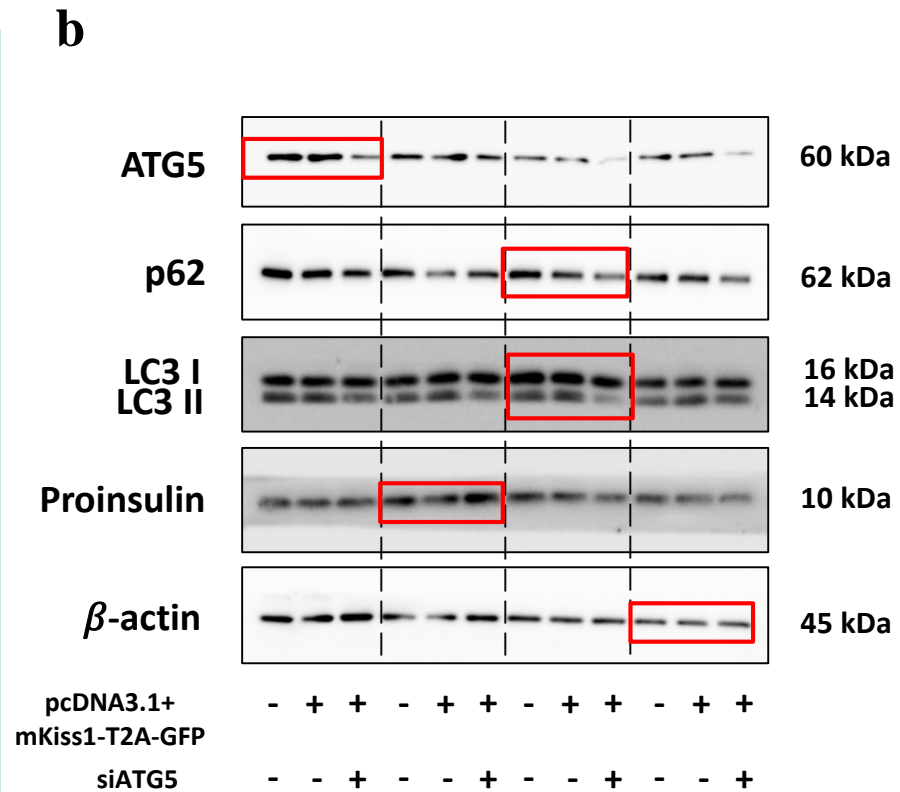 b
ATG5 60 kDa
p62 62 kDa
LC3 I 16 kDa
LC3 II 14 kDa
Proinsulin 10 kDa
β-actin 45 kDa
pcDNA3.1+ - + + - + + - + + - + +
mKiss1-T2A-GFP
siATG5 - - + - - + - - + - - +